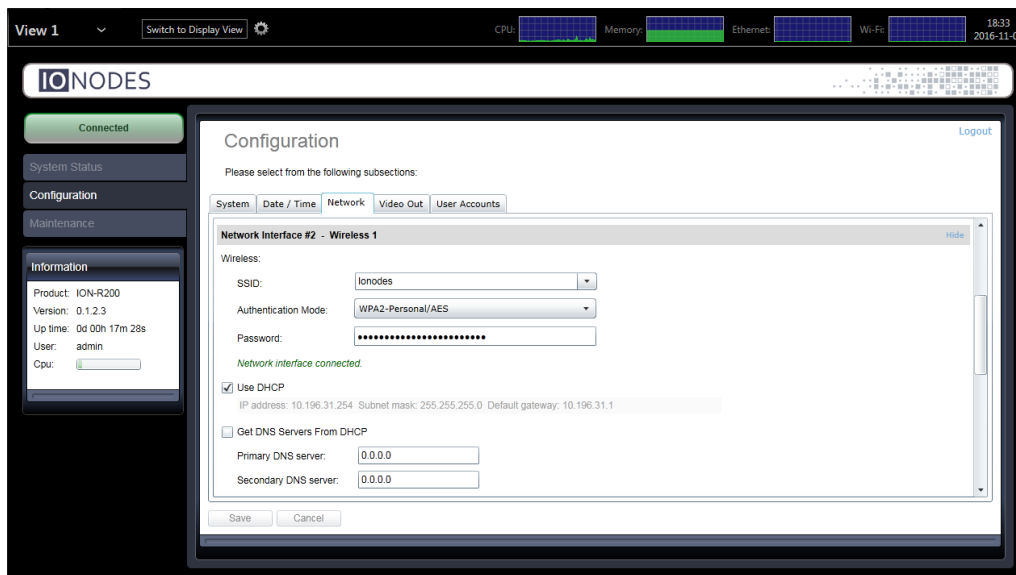 View 1 Switch to Display View CPU: Memory: Ethernet: Wi-Fi: 18:33
2016-11-0
IONODES
Connected
System Status
Configuration
Maintenance
Information
Product: ION-R200
Version: 0.1.2.3
Up time: 0d 00h 17m 28s
User: admin
Cpu:
Logout
Configuration
Please select from the following subsections:
System Date / Time Network Video Out User Accounts
Network Interface #2 - Wireless 1 Hide
Wireless:
SSID: Ionodes
Authentication Mode: WPA2-Personal/AES
Password: ••••••••••••••••••••••••
Network interface connected.
Use DHCP
IP address: 10.196.31.254 Subnet mask: 255.255.255.0 Default gateway: 10.196.31.1
Get DNS Servers From DHCP
Primary DNS server: 0.0.0.0
Secondary DNS server: 0.0.0.0
Save Cancel